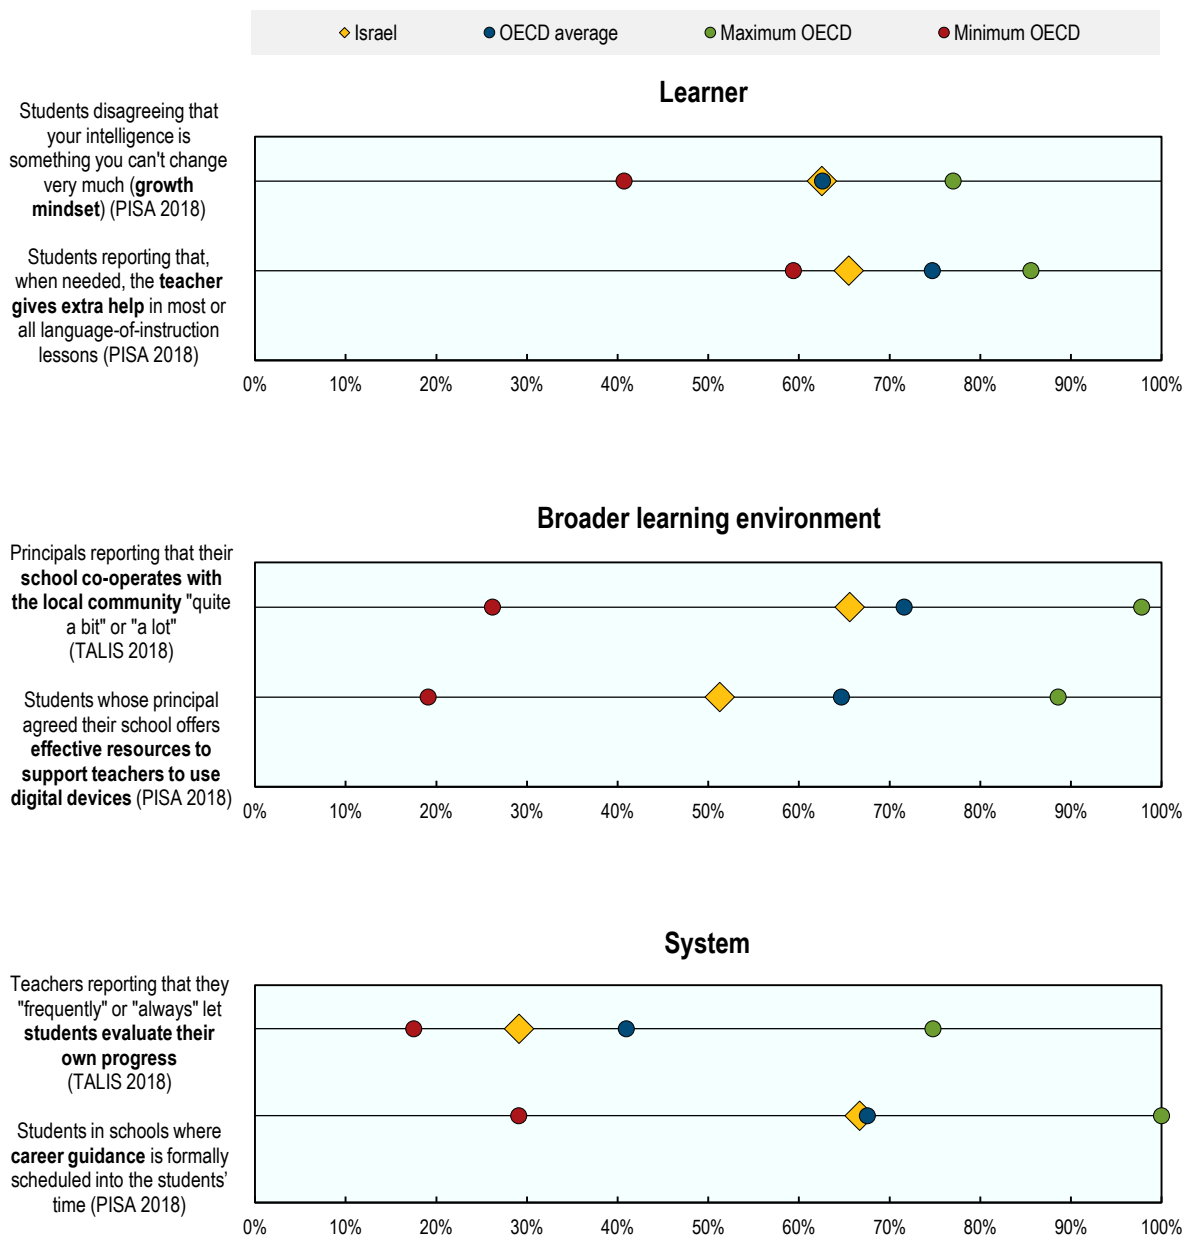 Israel
OECD average
Maximum OECD
Minimum OECD
Learner
Students disagreeing that
your intelligence is
something you can't change
very much (growth
mindset) (PISA 2018)
Students reporting that,
when needed, the teacher
gives extra help in most or
all language-of-instruction
lessons (PISA 2018)
0% 10% 20% 30% 40% 50% 60% 70% 80% 90% 100%
Broader learning environment
Principals reporting that their
school co-operates with
the local community "quite
a bit" or "a lot"
(TALIS 2018)
Students whose principal
agreed their school offers
effective resources to
support teachers to use
digital devices (PISA 2018)
0% 10% 20% 30% 40% 50% 60% 70% 80% 90% 100%
System
Teachers reporting that they
"frequently" or "always" let
students evaluate their
own progress
(TALIS 2018)
Students in schools where
career guidance is formally
scheduled into the students’
time (PISA 2018)
0% 10% 20% 30% 40% 50% 60% 70% 80% 90% 100%